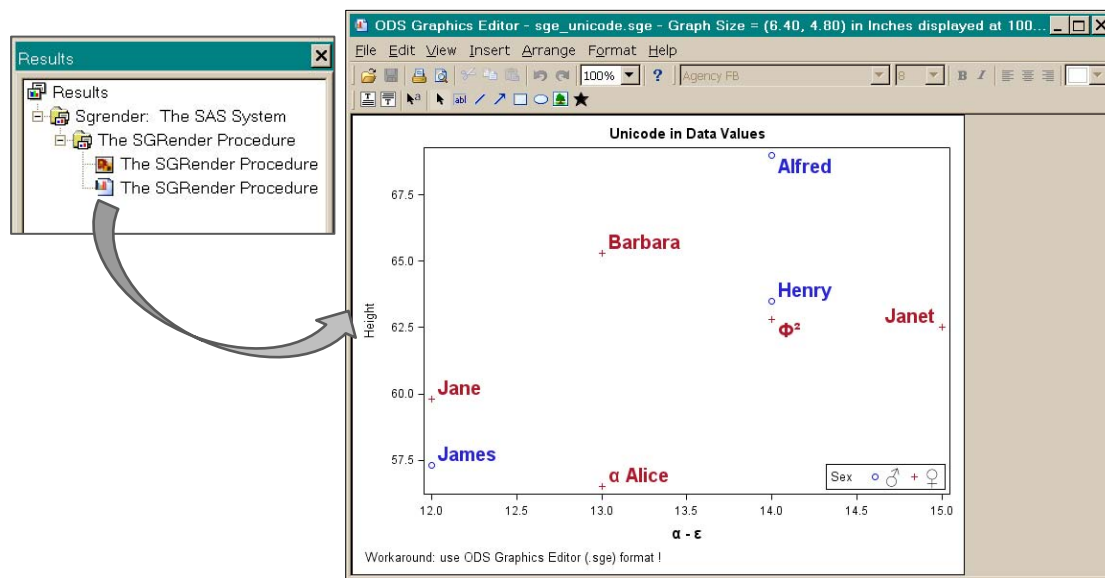 Results
Results
Sgrender: The SAS System
The SGRender Procedure
The SGRender Procedure
The SGRender Procedure
ODS Graphics Editor - sge_unicode.sge - Graph Size = (6.40, 4.80) in Inches displayed at 100...
File Edit View Insert Arrange Format Help
100% ? Agency FB 8 B I
a abl
Unicode in Data Values
Alfred
67.5
Barbara
65.0
Henry
Height
62.5
Φ²
Janet
Jane
60.0
James
57.5
α Alice
Sex ♂ ♀
12.0 12.5 13.0 13.5 14.0 14.5 15.0
α - ε
Workaround: use ODS Graphics Editor (.sge) format !